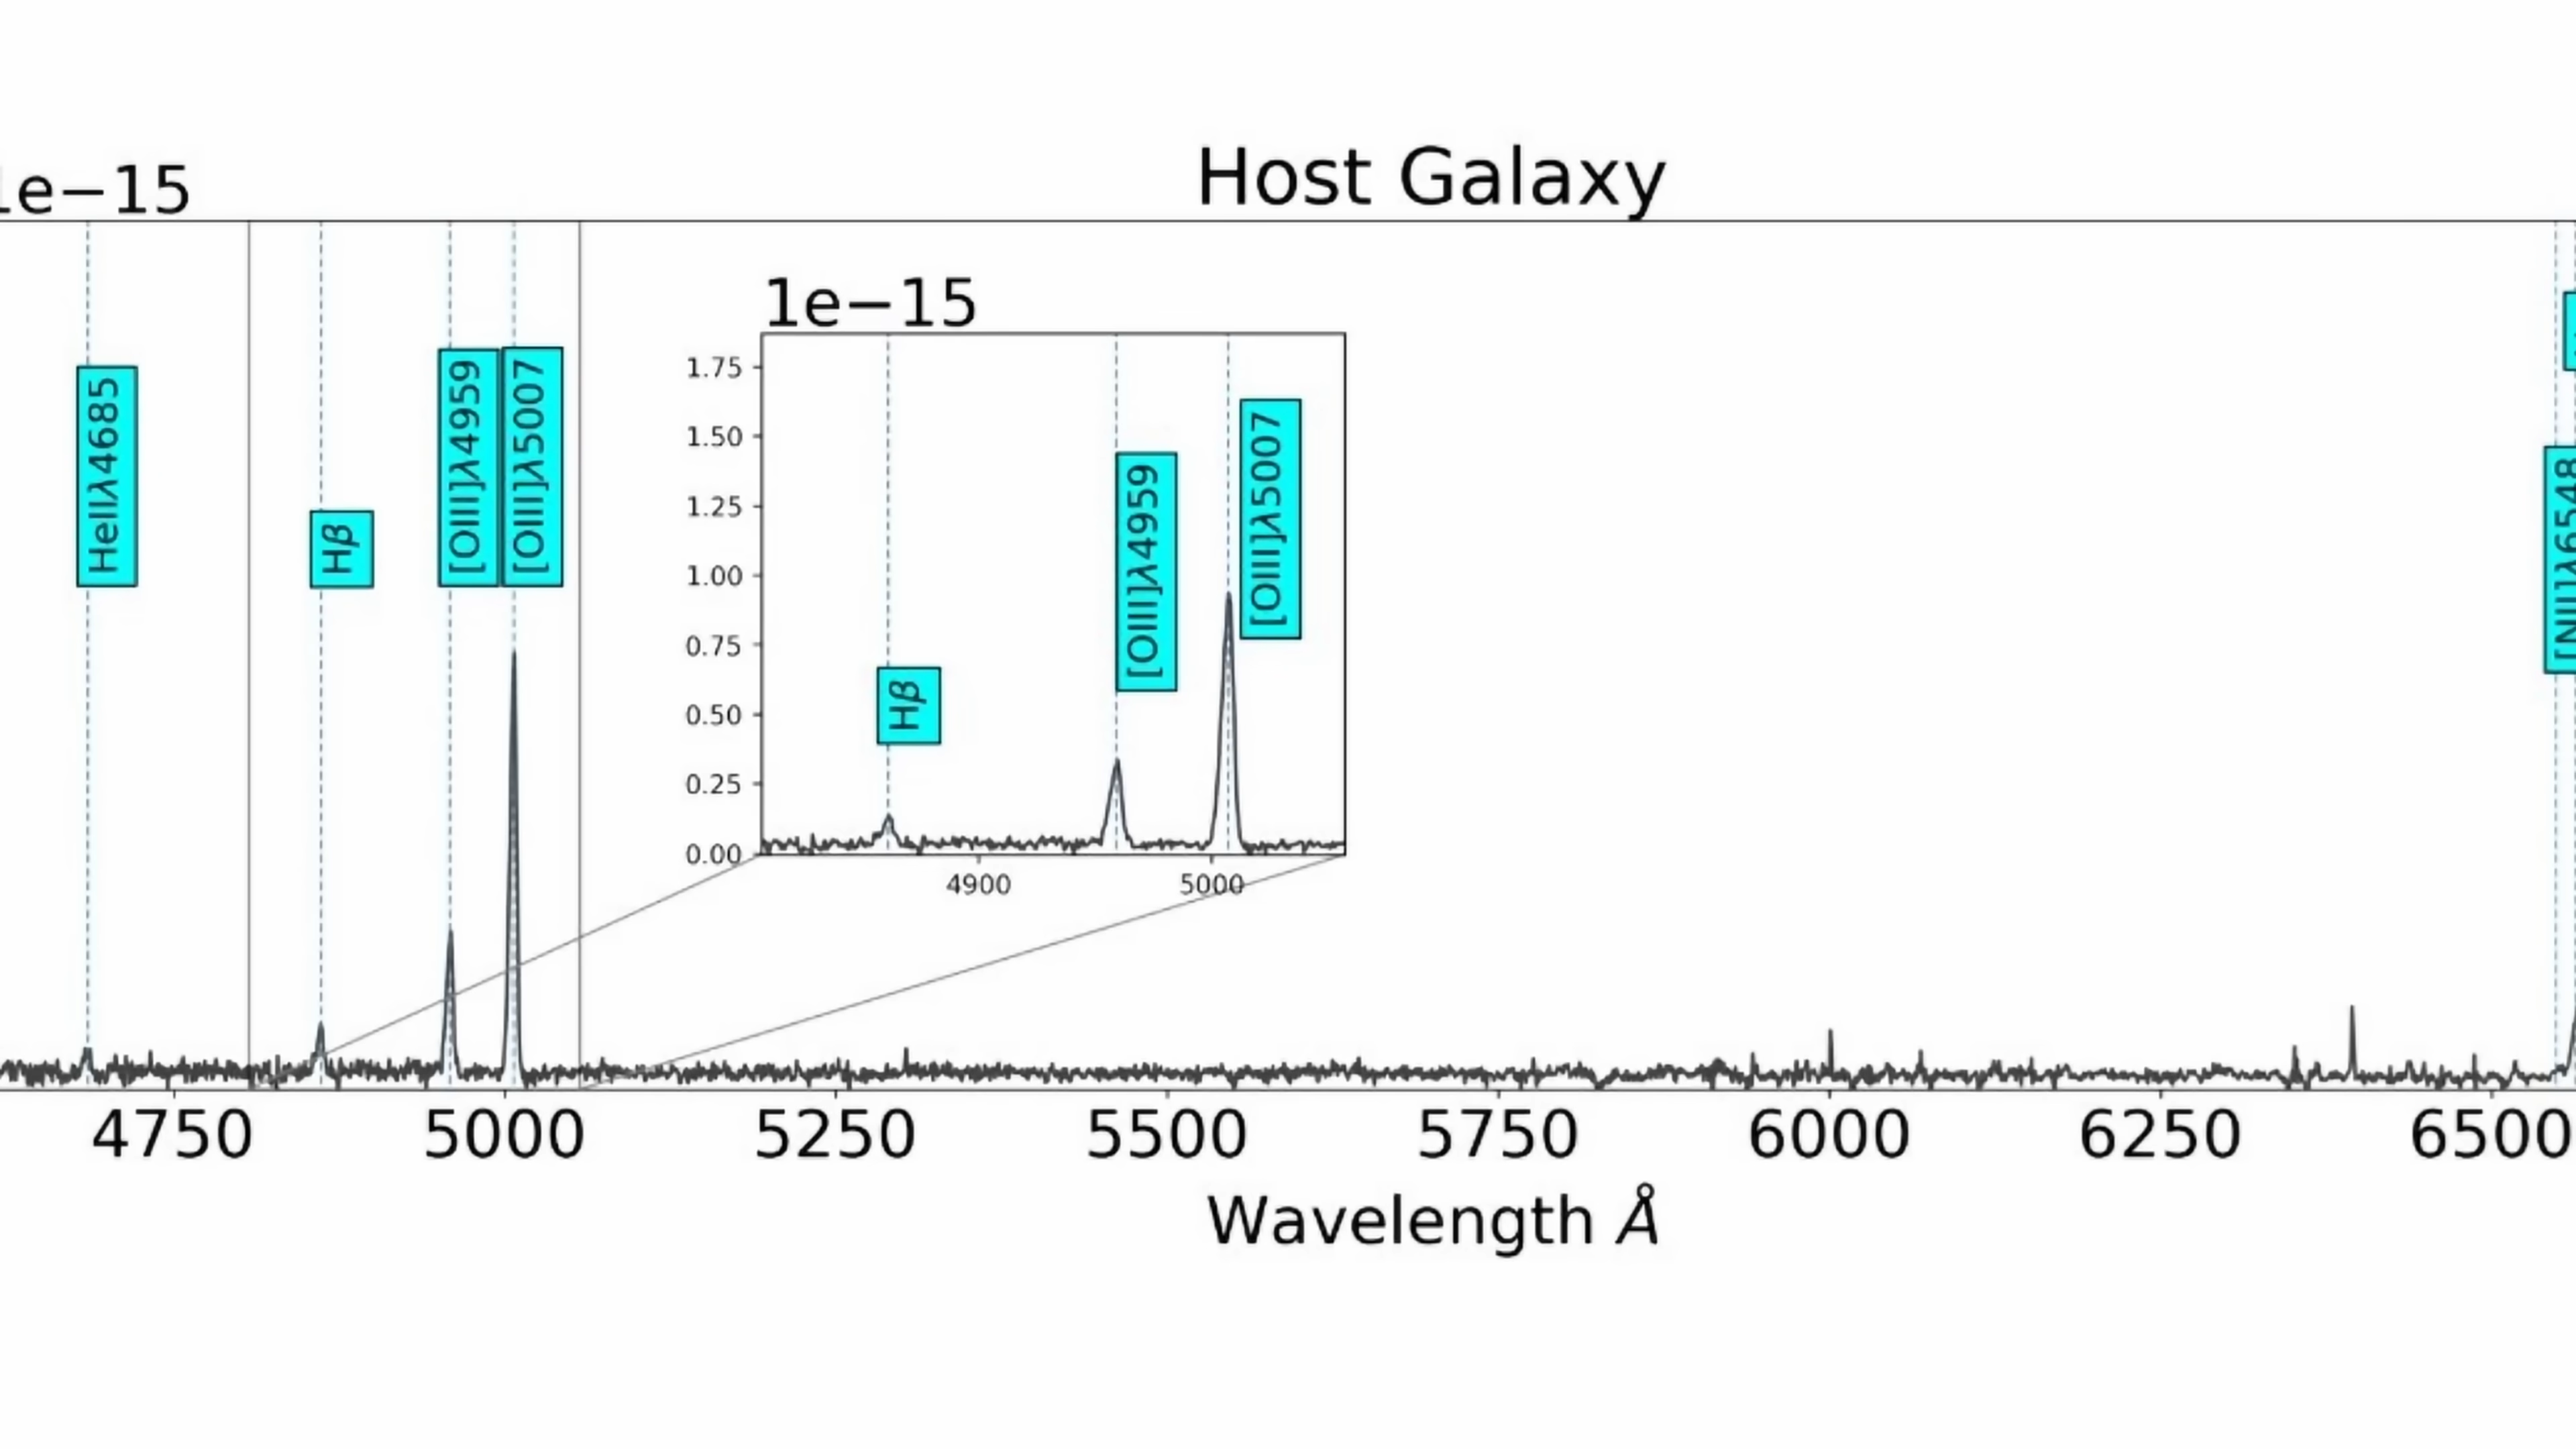 1e−15
Host Galaxy
1e−15
HeIIλ4685
Hβ
[OIII]λ4959
[OIII]λ5007
1.75
1.50
1.25
1.00
0.75
0.50
0.25
0.00
Hβ
[OIII]λ4959
[OIII]λ5007
4900
5000
[NII]λ6548
4750
5000
5250
5500
5750
6000
6250
6500
Wavelength Å